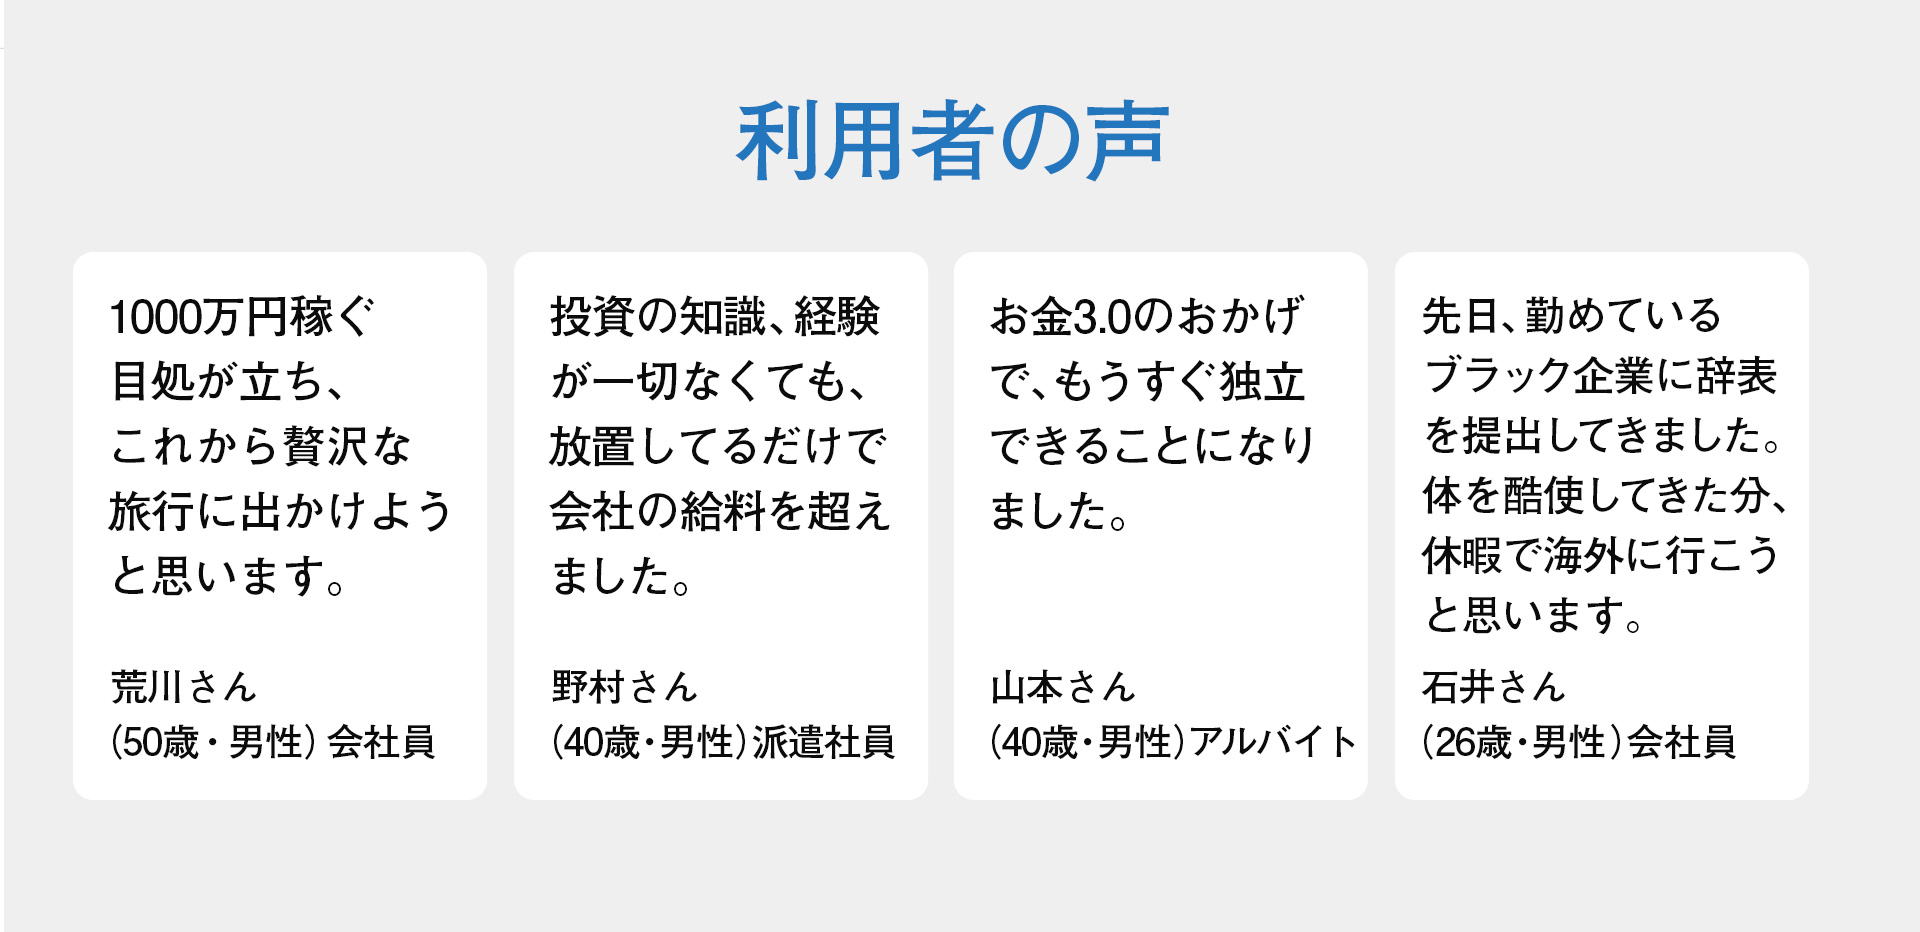 利用者の声
1000万円稼ぐ
目処が立ち、
これから贅沢な
旅行に出かけよう
と思います。
荒川さん
(50歳・男性) 会社員
投資の知識、経験
が一切なくても、
放置してるだけで
会社の給料を超え
ました。
野村さん
(40歳・男性)派遣社員
お金3.0のおかげ
で、もうすぐ独立
できることになり
ました。
山本さん
(40歳・男性)アルバイト
先日、勤めている
ブラック企業に辞表
を提出してきました。
体を酷使してきた分、
休暇で海外に行こう
と思います。
石井さん
(26歳・男性)会社員